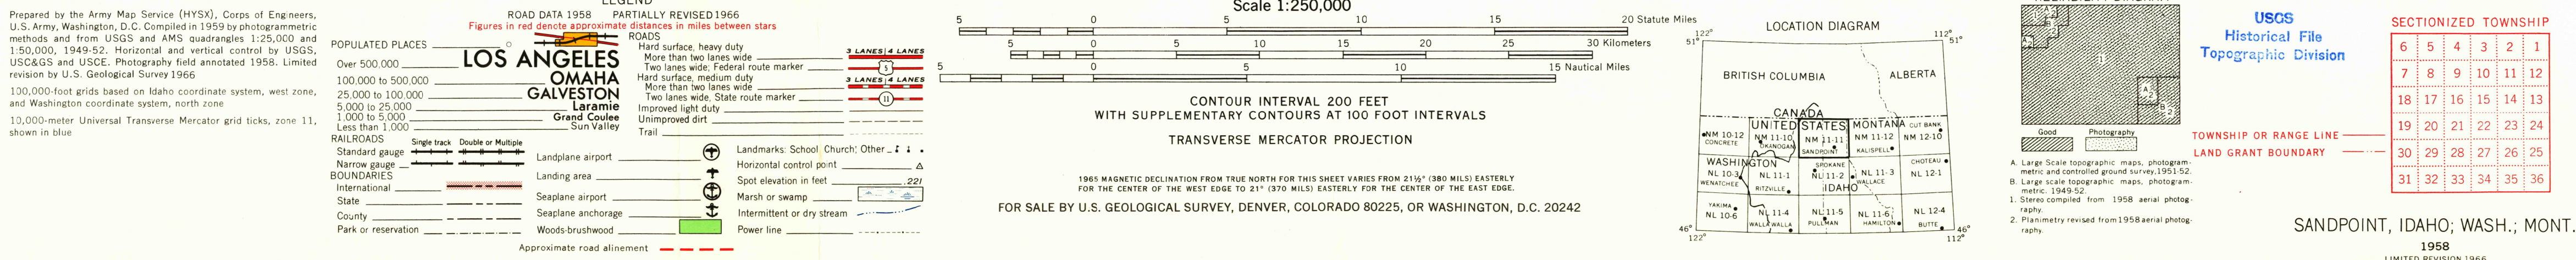 Prepared by the Army Map Service (HYSX), Corps of Engineers,
U.S. Army, Washington, D.C. Compiled in 1959 by photogrammetric
methods and from USGS and AMS quadrangles 1:25,000 and
1:50,000, 1949-52. Horizontal and vertical control by USGS,
USC&GS and USCE. Photography field annotated 1958. Limited
revision by U.S. Geological Survey 1966
100,000-foot grids based on Idaho coordinate system, west zone,
and Washington coordinate system, north zone
10,000-meter Universal Transverse Mercator grid ticks, zone 11,
shown in blue
LEGEND
ROAD DATA 1958 PARTIALLY REVISED 1966
Figures in red denote approximate distances in miles between stars
POPULATED PLACES
Over 500,000 LOS ANGELES
100,000 to 500,000 OMAHA
25,000 to 100,000 GALVESTON
5,000 to 25,000 Laramie
1,000 to 5,000 Grand Coulee
Less than 1,000 Sun Valley
RAILROADS
Single track Double or Multiple
Standard gauge
Narrow gauge
BOUNDARIES
International
State
County
Park or reservation
ROADS
Hard surface, heavy duty
3 LANES 4 LANES
More than two lanes wide
Two lanes wide; Federal route marker 5
Hard surface, medium duty
3 LANES 4 LANES
More than two lanes wide
Two lanes wide, State route marker 11
Improved light duty
Unimproved dirt
Trail
Landplane airport
Landing area
Seaplane airport
Seaplane anchorage
Woods-brushwood
Landmarks: School; Church; Other
Horizontal control point
Spot elevation in feet .221
Marsh or swamp
Intermittent or dry stream
Power line
Approximate road alinement
Scale 1:250,000
5 0 5 10 15 20 Statute Miles
5 0 5 10 15 20 25 30 Kilometers
5 0 5 10 15 Nautical Miles
CONTOUR INTERVAL 200 FEET
WITH SUPPLEMENTARY CONTOURS AT 100 FOOT INTERVALS
TRANSVERSE MERCATOR PROJECTION
1965 MAGNETIC DECLINATION FROM TRUE NORTH FOR THIS SHEET VARIES FROM 21½° (380 MILS) EASTERLY
FOR THE CENTER OF THE WEST EDGE TO 21° (370 MILS) EASTERLY FOR THE CENTER OF THE EAST EDGE.
FOR SALE BY U.S. GEOLOGICAL SURVEY, DENVER, COLORADO 80225, OR WASHINGTON, D.C. 20242
LOCATION DIAGRAM
122° 112°
51° 51°
BRITISH COLUMBIA ALBERTA
CANADA
UNITED STATES MONTANA CUT BANK
NM 10-12 NM 11-10 NM 11-11 NM 11-12 NM 12-10
CONCRETE OKANOGAN SANDPOINT KALISPELL
WASHINGTON SPOKANE CHOTEAU
NL 10-3 NL 11-1 NL 11-2 NL 11-3 NL 12-1
WENATCHEE RITZVILLE IDAHO WALLACE
YAKIMA
NL 10-6 NL 11-4 NL 11-5 NL 11-6 NL 12-4
WALLA WALLA PULLMAN HAMILTON BUTTE
46° 46°
122° 112°
A
2
B
2
A
1
A
2
B
2
Good Photography
A. Large Scale topographic maps, photogram-
metric and controlled ground survey, 1951-52.
B. Large scale topographic maps, photogram-
metric. 1949-52.
1. Stereo compiled from 1958 aerial photog-
raphy.
2. Planimetry revised from 1958 aerial photog-
raphy.
USGS
Historical File
Topographic Division
TOWNSHIP OR RANGE LINE
LAND GRANT BOUNDARY
SECTIONIZED TOWNSHIP
6 5 4 3 2 1
7 8 9 10 11 12
18 17 16 15 14 13
19 20 21 22 23 24
30 29 28 27 26 25
31 32 33 34 35 36
SANDPOINT, IDAHO; WASH.; MONT.
1958
LIMITED REVISION 1966